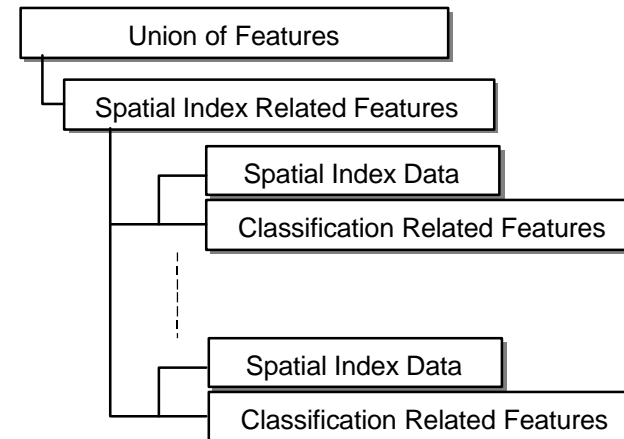 Union of Features
Spatial Index Related Features
Spatial Index Data
Classification Related Features
Spatial Index Data
Classification Related Features